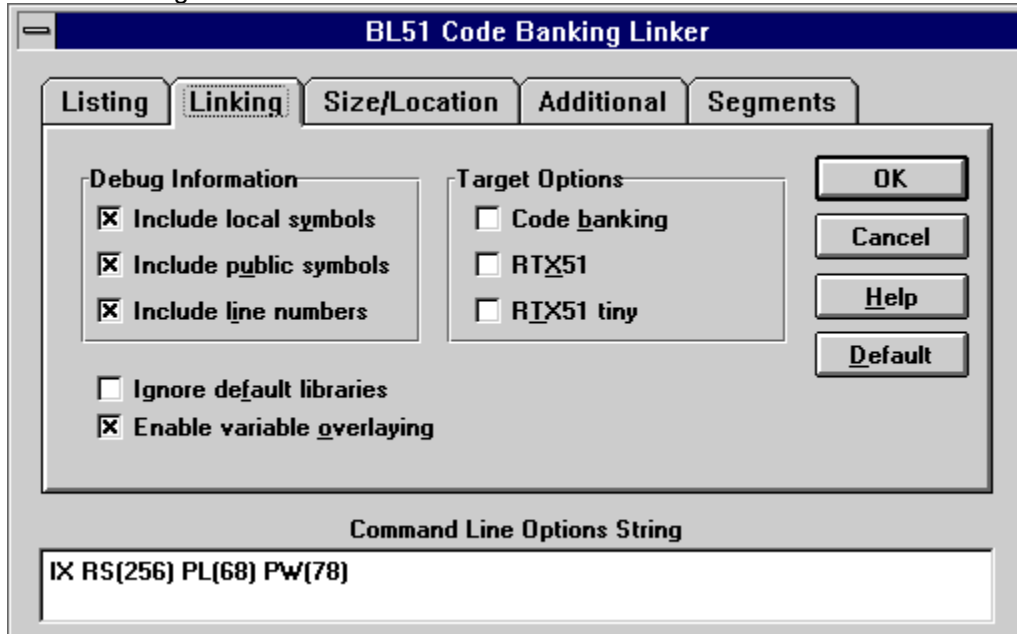 BL51 Code Banking Linker
Listing Linking Size/Location Additional Segments
Debug Information
Include local symbols
Include public symbols
Include line numbers
Target Options
Code banking
RTX51
RTX51 tiny
OK
Cancel
Help
Default
Ignore default libraries
Enable variable overlaying
Command Line Options String
IX RS(256) PL(68) PW(78)